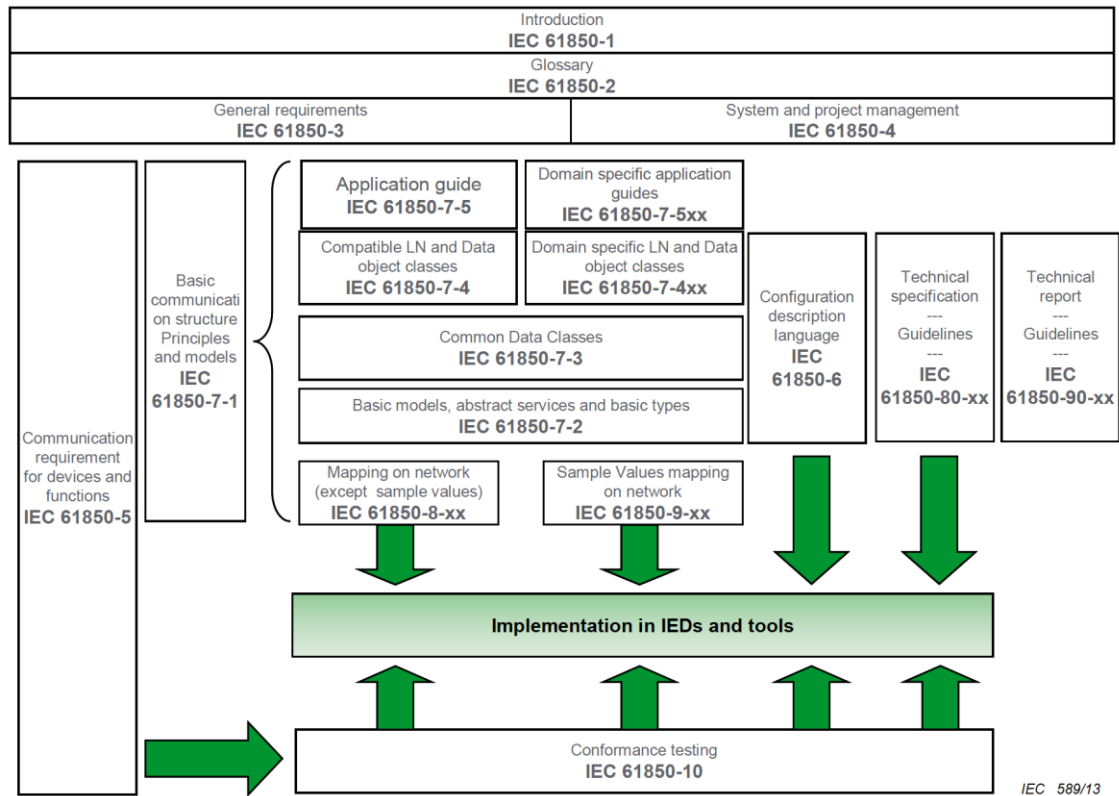 Introduction
IEC 61850-1
Glossary
IEC 61850-2
General requirements
IEC 61850-3
System and project management
IEC 61850-4
Communication
requirement
for devices and
functions
IEC 61850-5
Basic
communicati
on structure
Principles
and models
IEC
61850-7-1
Application guide
IEC 61850-7-5
Domain specific application
guides
IEC 61850-7-5xx
Compatible LN and Data
object classes
IEC 61850-7-4
Domain specific LN and Data
object classes
IEC 61850-7-4xx
Common Data Classes
IEC 61850-7-3
Basic models, abstract services and basic types
IEC 61850-7-2
Mapping on network
(except sample values)
IEC 61850-8-xx
Sample Values mapping
on network
IEC 61850-9-xx
Configuration
description
language
IEC
61850-6
Technical
specification
---
Guidelines
---
IEC
61850-80-xx
Technical
report
---
Guidelines
---
IEC
61850-90-xx
Implementation in IEDs and tools
Conformance testing
IEC 61850-10
IEC 589/13